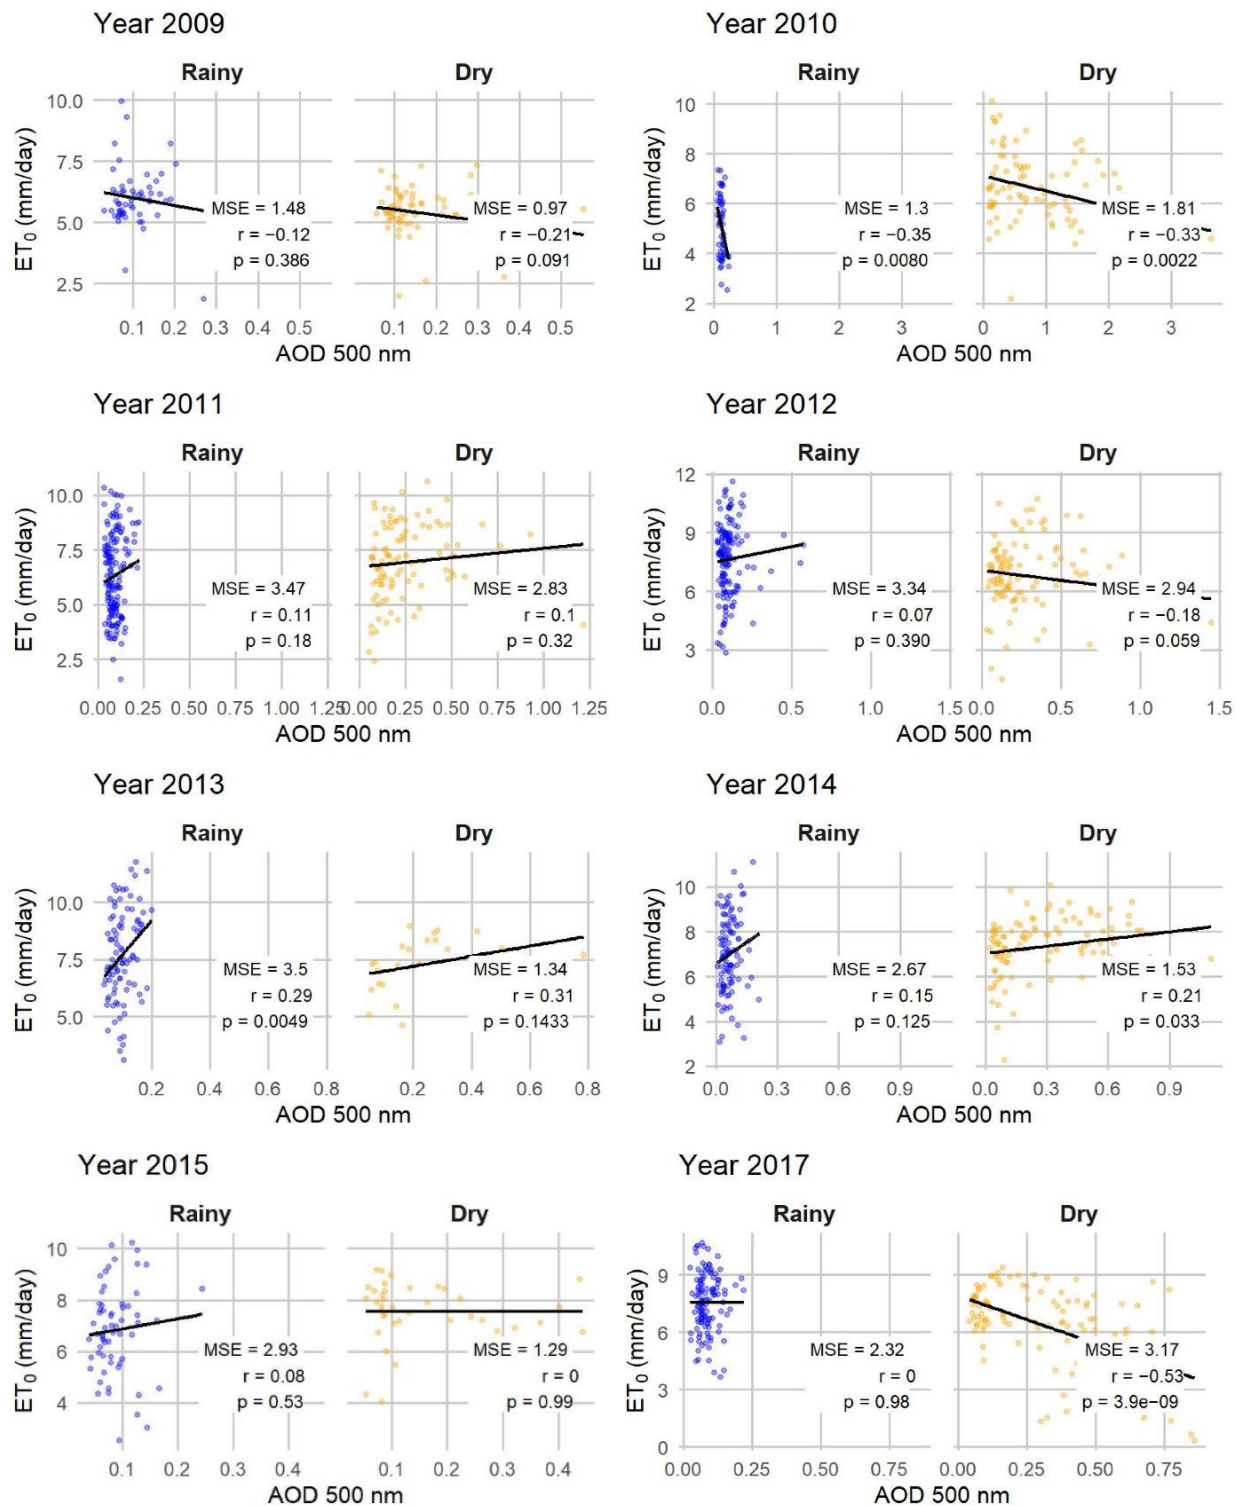 Year 2009
Rainy
Dry
ET₀ (mm/day)
10.0
7.5
5.0
2.5
MSE = 1.48
r = −0.12
p = 0.386
MSE = 0.97
r = −0.21
p = 0.091
0.1 0.2 0.3 0.4 0.5
0.1 0.2 0.3 0.4 0.5
AOD 500 nm
Year 2010
Rainy
Dry
ET₀ (mm/day)
10
8
6
4
2
MSE = 1.3
r = −0.35
p = 0.0080
MSE = 1.81
r = −0.33
p = 0.0022
0 1 2 3
0 1 2 3
AOD 500 nm
Year 2011
Rainy
Dry
ET₀ (mm/day)
10.0
7.5
5.0
2.5
MSE = 3.47
r = 0.11
p = 0.18
MSE = 2.83
r = 0.1
p = 0.32
0.00 0.25 0.50 0.75 1.00 1.25
0.00 0.25 0.50 0.75 1.00 1.25
AOD 500 nm
Year 2012
Rainy
Dry
ET₀ (mm/day)
12
9
6
3
MSE = 3.34
r = 0.07
p = 0.390
MSE = 2.94
r = −0.18
p = 0.059
0.0 0.5 1.0 1.5
0.0 0.5 1.0 1.5
AOD 500 nm
Year 2013
Rainy
Dry
ET₀ (mm/day)
10.0
7.5
5.0
MSE = 3.5
r = 0.29
p = 0.0049
MSE = 1.34
r = 0.31
p = 0.1433
0.2 0.4 0.6 0.8
0.2 0.4 0.6 0.8
AOD 500 nm
Year 2014
Rainy
Dry
ET₀ (mm/day)
10
8
6
4
2
MSE = 2.67
r = 0.15
p = 0.125
MSE = 1.53
r = 0.21
p = 0.033
0.0 0.3 0.6 0.9
0.0 0.3 0.6 0.9
AOD 500 nm
Year 2015
Rainy
Dry
ET₀ (mm/day)
10
8
6
4
MSE = 2.93
r = 0.08
p = 0.53
MSE = 1.29
r = 0
p = 0.99
0.1 0.2 0.3 0.4
0.1 0.2 0.3 0.4
AOD 500 nm
Year 2017
Rainy
Dry
ET₀ (mm/day)
9
6
3
0
MSE = 2.32
r = 0
p = 0.98
MSE = 3.17
r = −0.53
p = 3.9e−09
0.00 0.25 0.50 0.75
0.00 0.25 0.50 0.75
AOD 500 nm